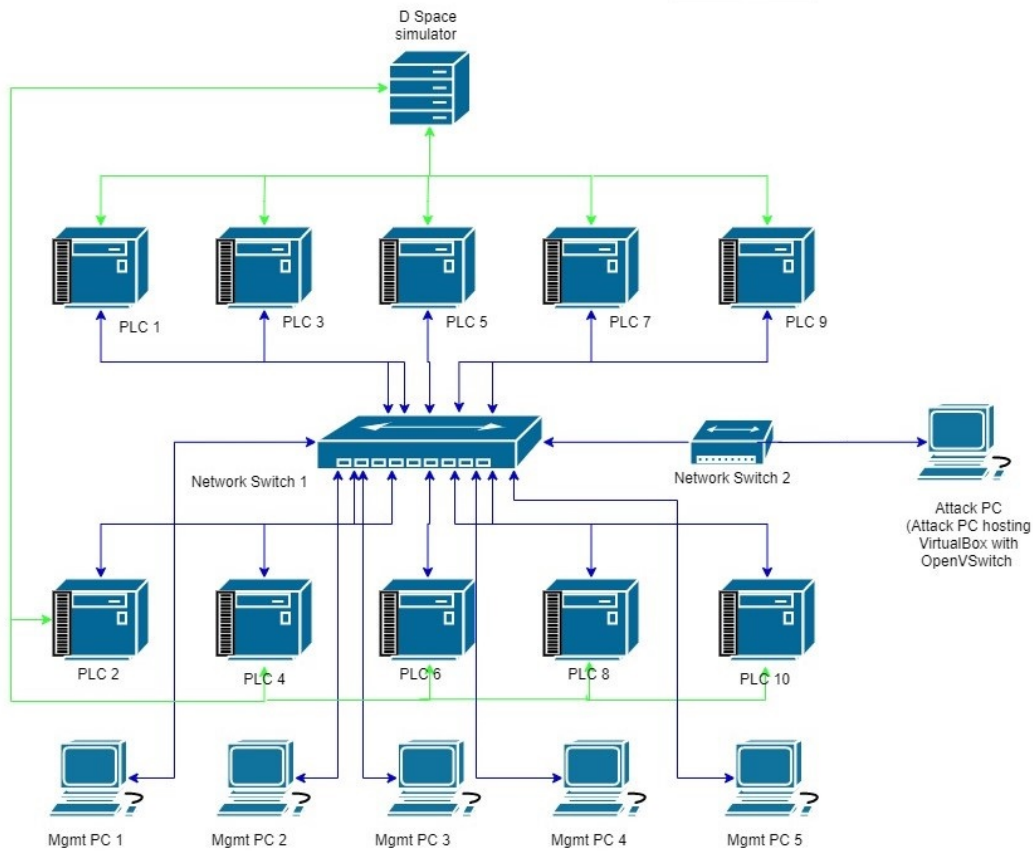 D Space
simulator
PLC 1
PLC 3
PLC 5
PLC 7
PLC 9
Network Switch 1
Network Switch 2
Attack PC
(Attack PC hosting
VirtualBox with
OpenVSwitch
PLC 2
PLC 4
PLC 6
PLC 8
PLC 10
Mgmt PC 1
Mgmt PC 2
Mgmt PC 3
Mgmt PC 4
Mgmt PC 5